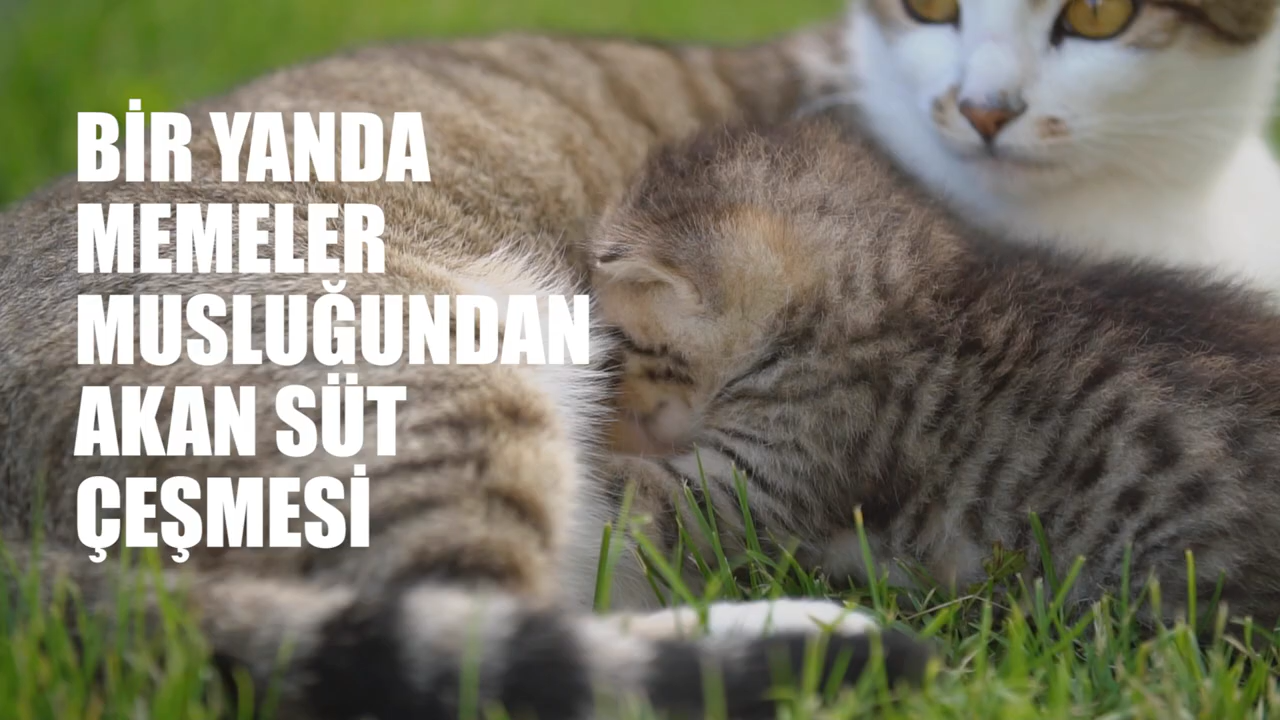 BİR YANDA
MEMELER
MUSLUĞUNDAN
AKAN SÜT
ÇEŞMESİ